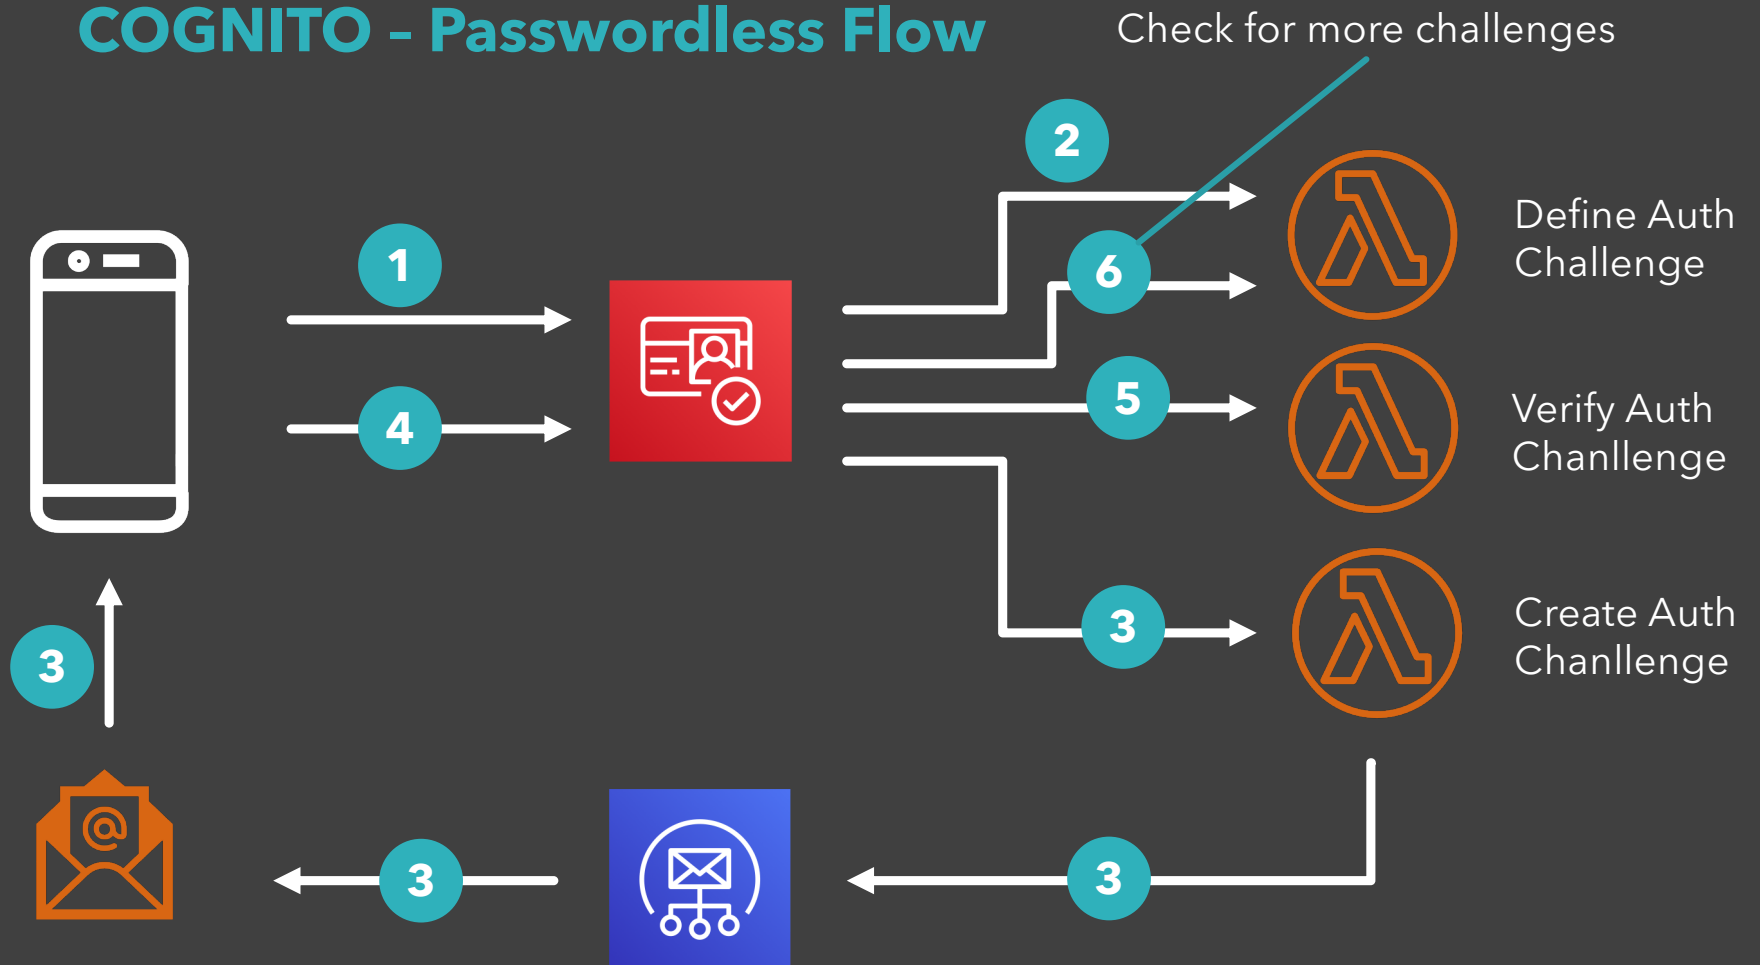 COGNITO – Passwordless Flow
Check for more challenges
2
1
6
Define Auth
Challenge
4
5
Verify Auth
Chanllenge
3
3
Create Auth
Chanllenge
@
3
3